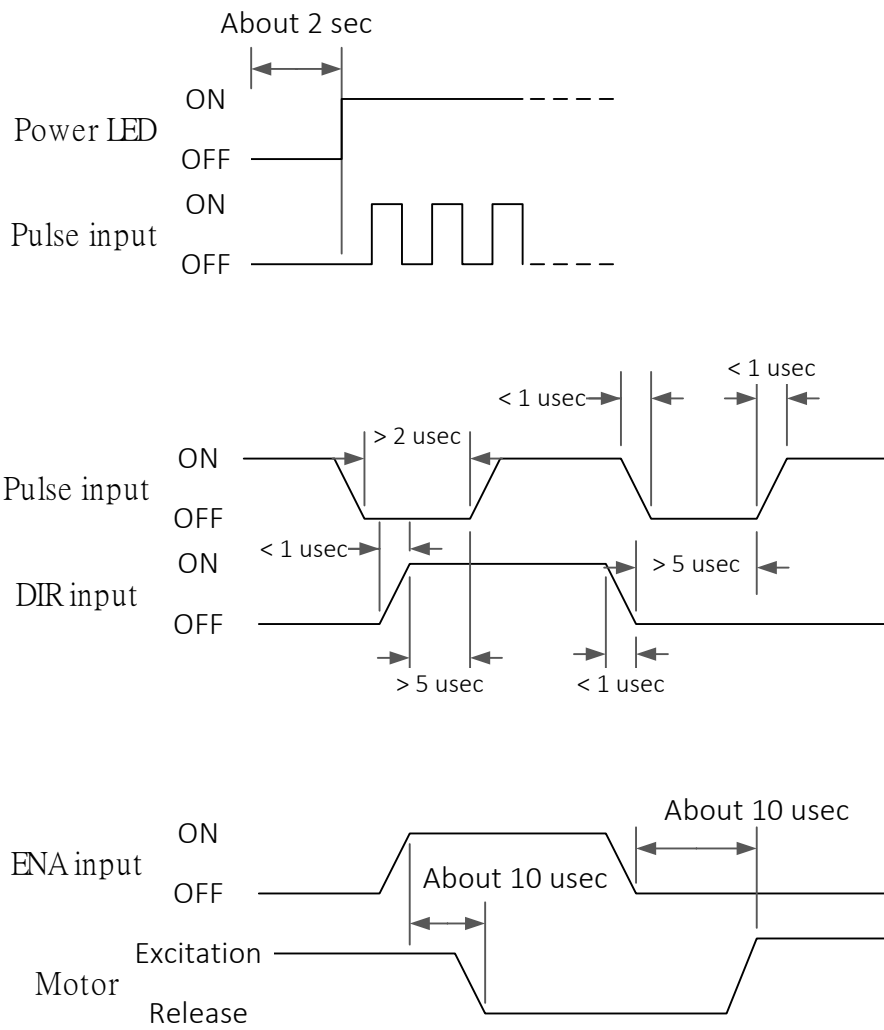 About 2 sec
ON
Power LED
OFF
ON
Pulse input
OFF
< 1 usec
< 1 usec
> 2 usec
ON
Pulse input
OFF
< 1 usec
ON
> 5 usec
DIR input
OFF
> 5 usec
< 1 usec
About 10 usec
ON
ENA input
About 10 usec
OFF
Excitation
Motor
Release